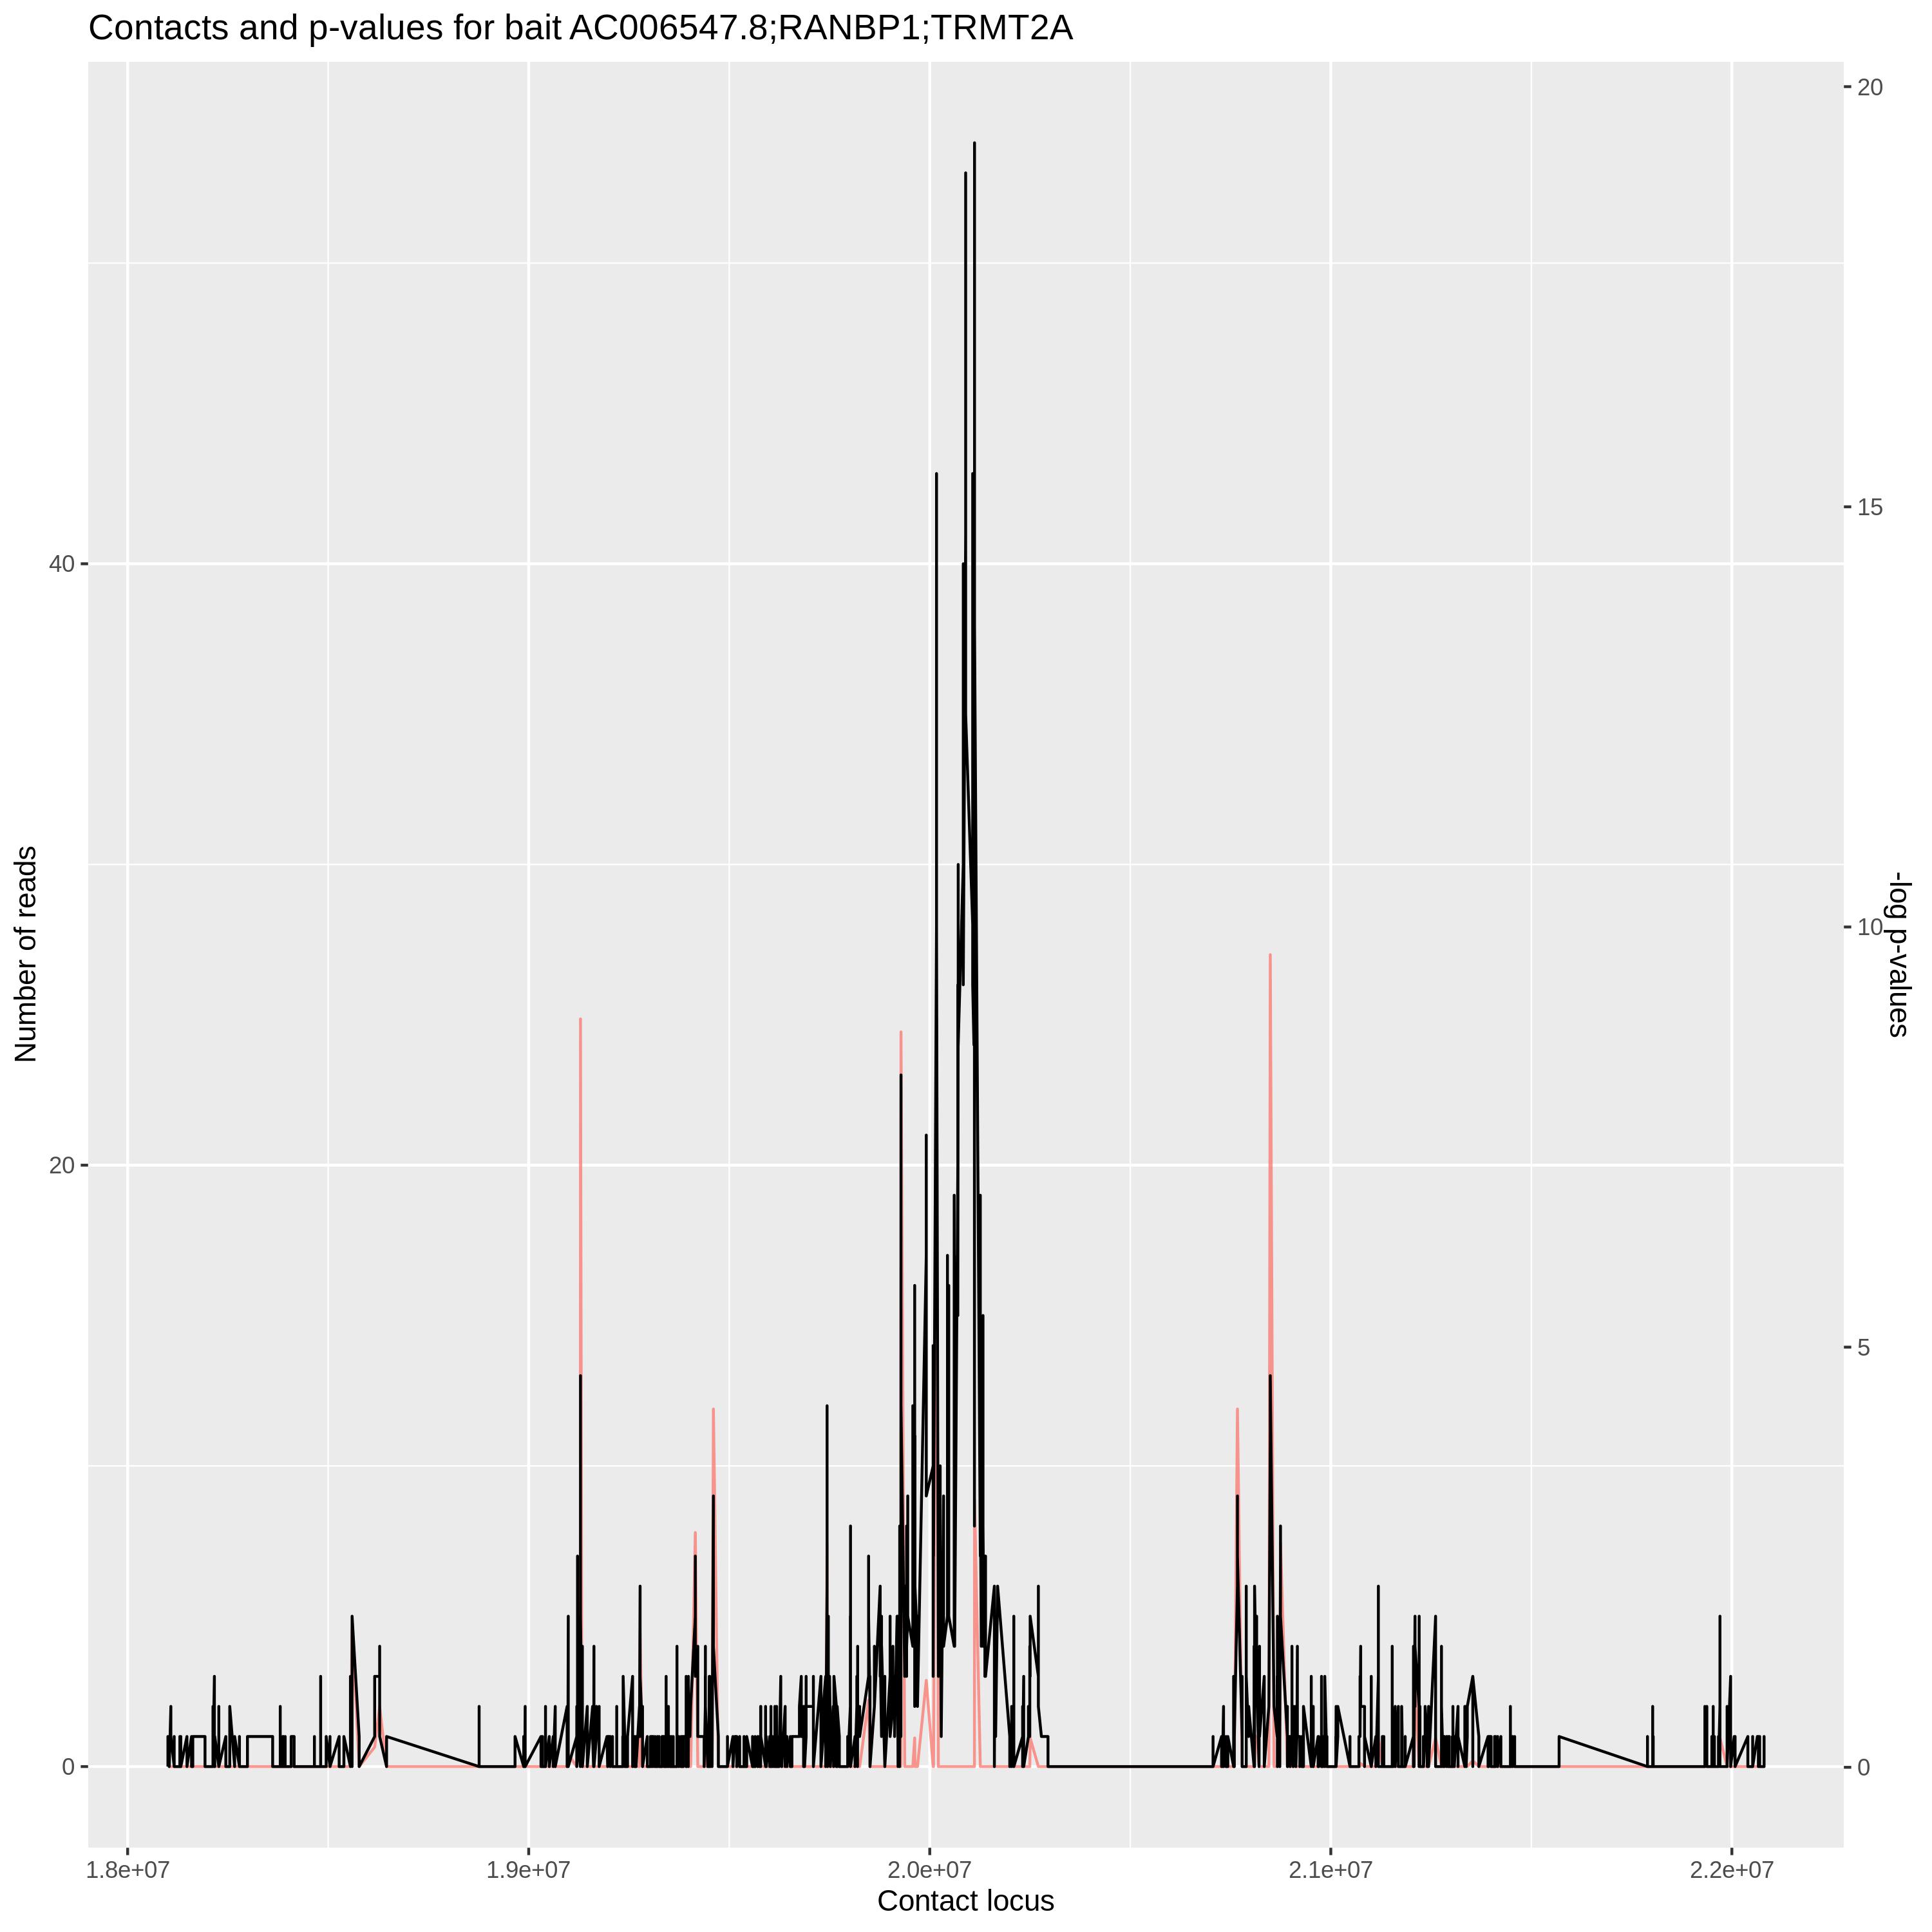 Contacts and p-values for bait AC006547.8;RANBP1;TRMT2A
20
15
40
10
Number of reads
-log p-values
20
5
0
0
1.8e+07
1.9e+07
2.0e+07
2.1e+07
2.2e+07
Contact locus